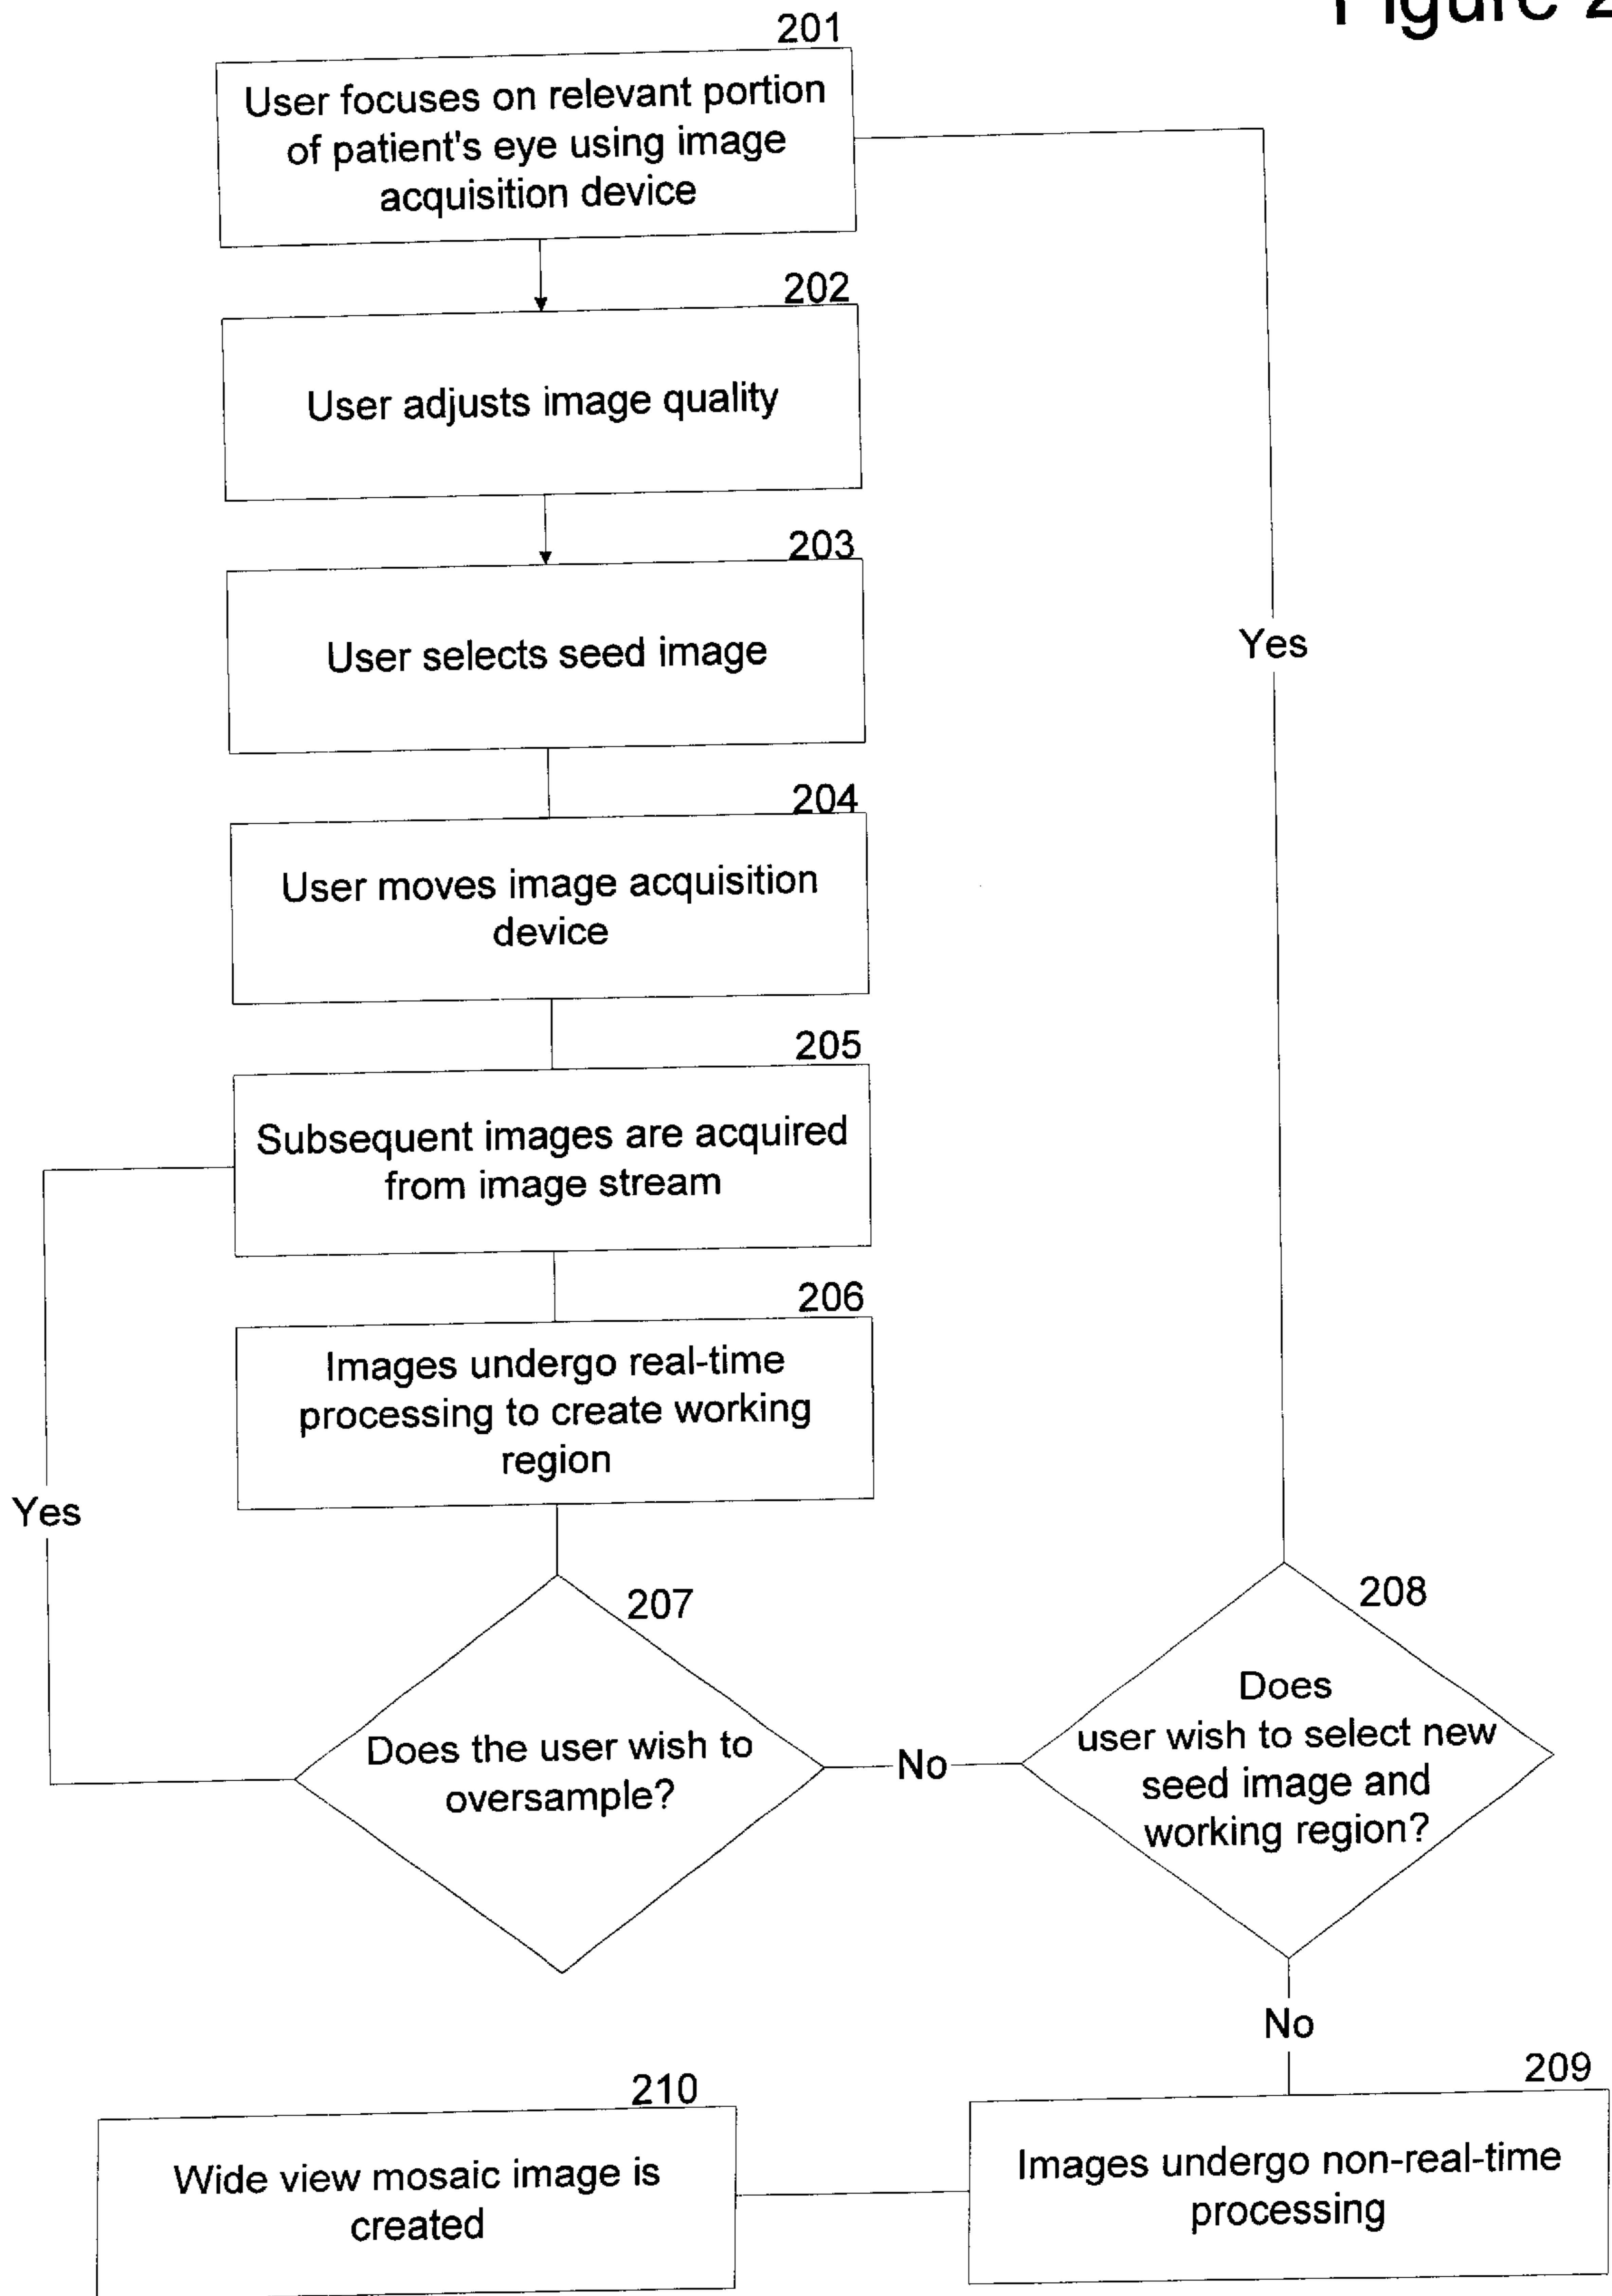 Figure 2
201
User focuses on relevant portion
of patient's eye using image
acquisition device
202
User adjusts image quality
203
User selects seed image
Yes
204
User moves image acquisition
device
205
Subsequent images are acquired
from image stream
206
Images undergo real-time
processing to create working
region
Yes
207
Does the user wish to
oversample?
No
208
Does
user wish to select new
seed image and
working region?
No
209
Images undergo non-real-time
processing
210
Wide view mosaic image is
created